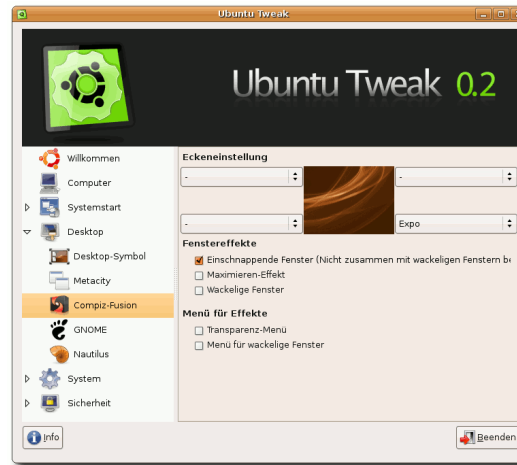 Ubuntu Tweak
Ubuntu Tweak 0.2
Willkommen
Computer
Systemstart
Desktop
Desktop-Symbol
Metacity
Compiz-Fusion
GNOME
Nautilus
System
Sicherheit
Eckeneinstellung
- -
- Expo
Fenstereffekte
Einschnappende Fenster (Nicht zusammen mit wackeligen Fenstern be
Maximieren-Effekt
Wackelige Fenster
Menü für Effekte
Transparenz-Menü
Menü für wackelige Fenster
Info
Beenden